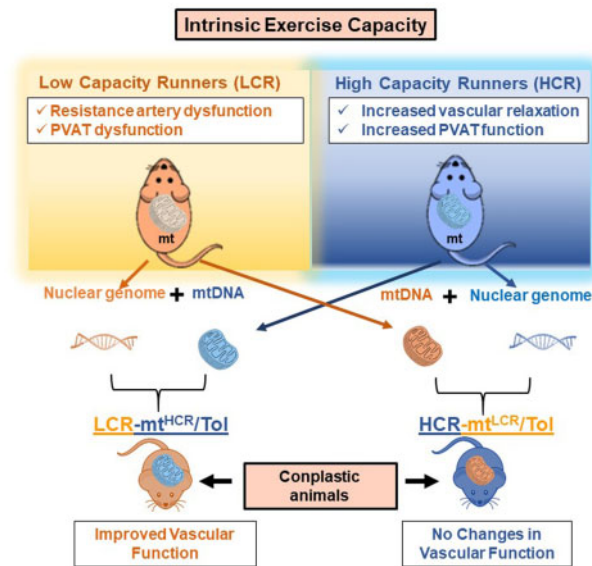 Intrinsic Exercise Capacity
Low Capacity Runners (LCR)
✓ Resistance artery dysfunction
✓ PVAT dysfunction
High Capacity Runners (HCR)
✓ Increased vascular relaxation
✓ Increased PVAT function
mt
mt
Nuclear genome + mtDNA
mtDNA + Nuclear genome
LCR-mtHCR/Tol
HCR-mtLCR/Tol
Conplastic
animals
Improved Vascular
Function
No Changes in
Vascular Function